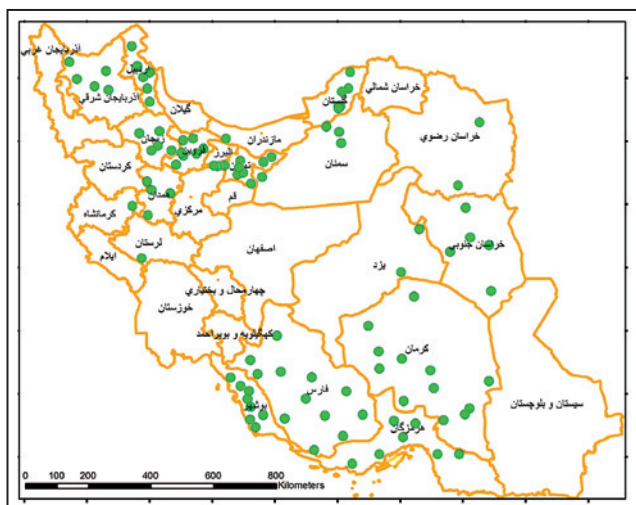 آذربایجان غربی
اردبیل
آذربایجان شرقی
گیلان
گلستان
خراسان شمالی
خراسان رضوی
مازندران
زنجان
قزوین
البرز
تهران
سمنان
کردستان
همدان
مرکزی
قم
کرمانشاه
لرستان
ایلام
اصفهان
یزد
خراسان جنوبی
چهارمحال و بختیاری
خوزستان
کهگیلویه و بویراحمد
کرمان
فارس
بوشهر
سیستان و بلوچستان
هرمزگان
0 100 200 400 600 800
Kilometers